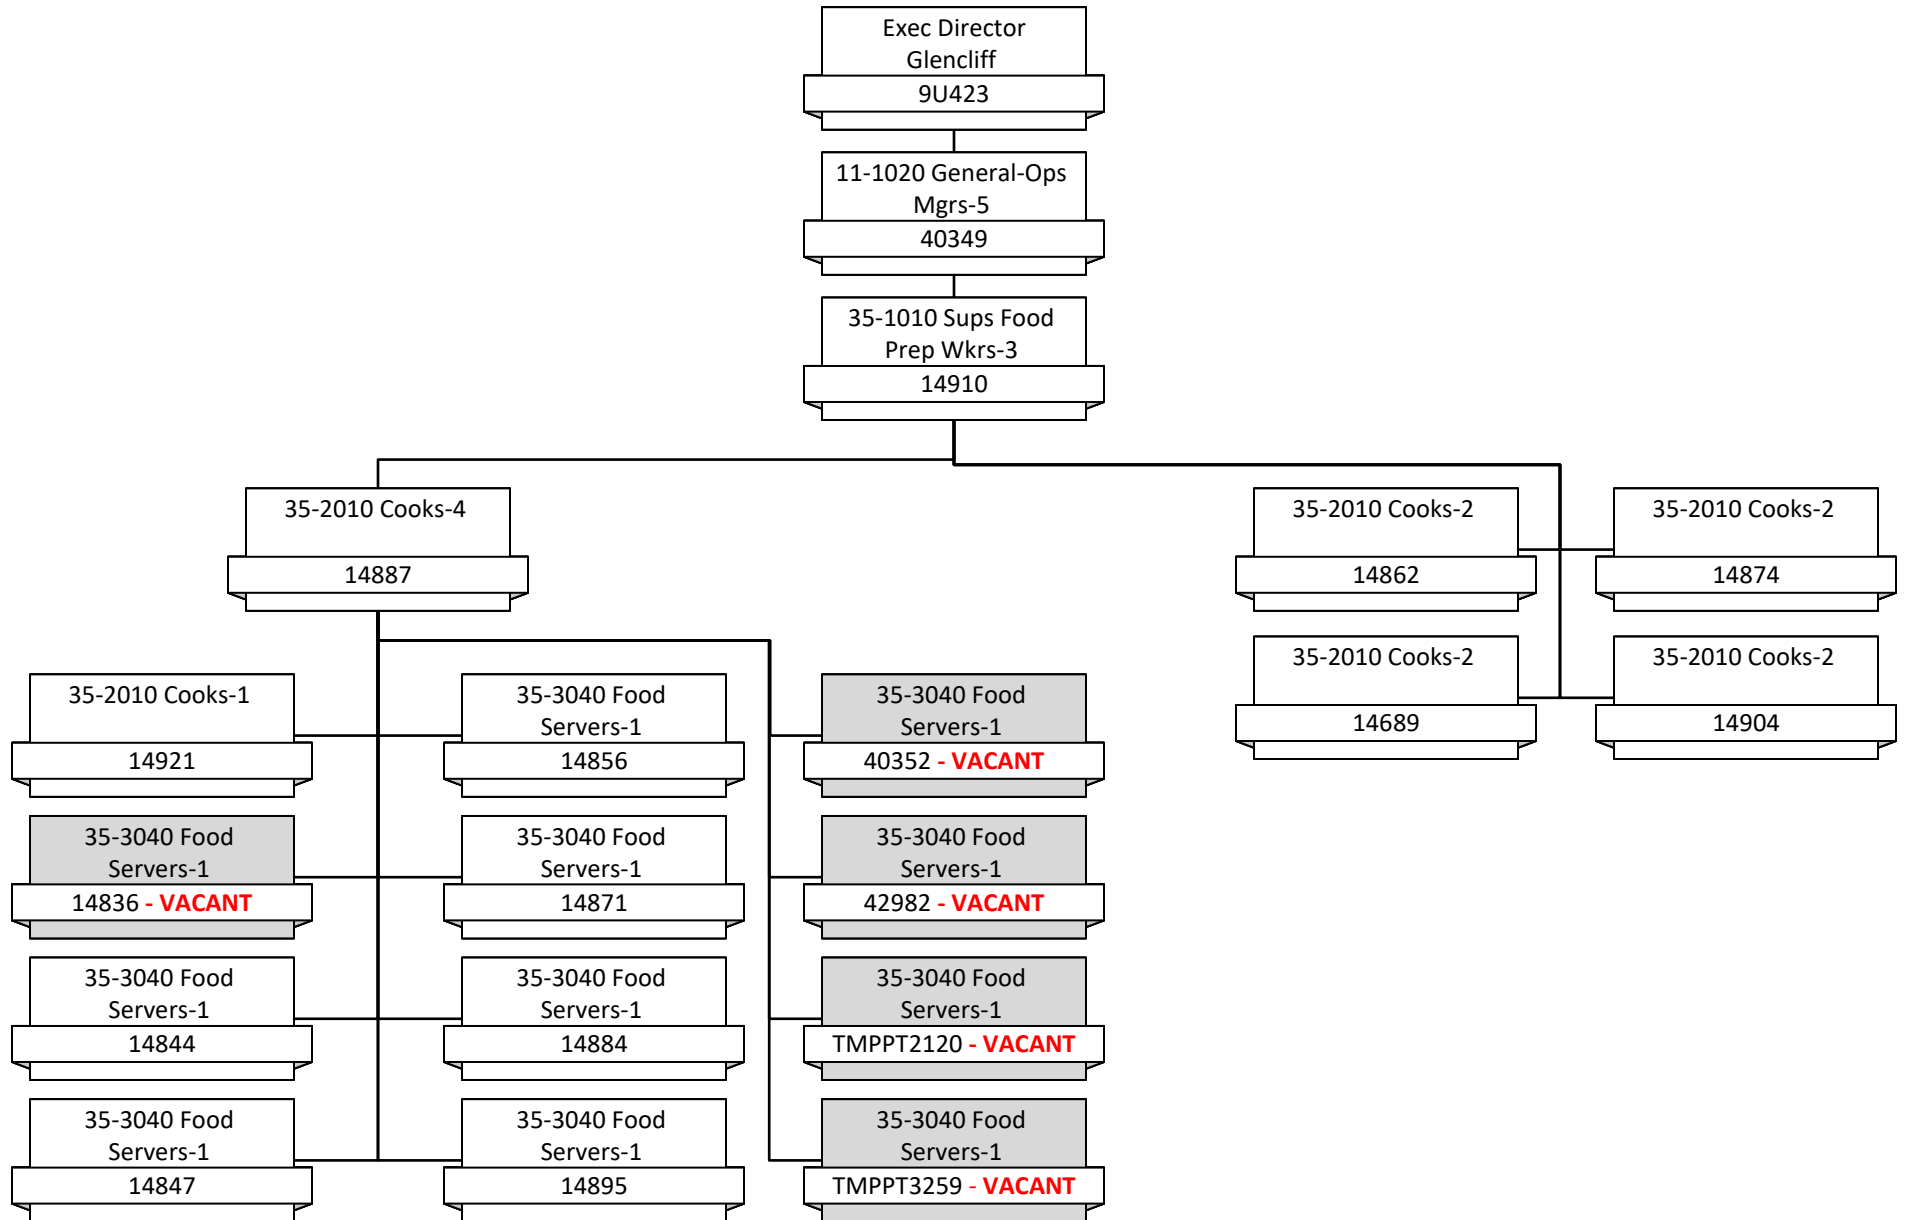 Exec Director
Glencliff
9U423
11-1020 General-Ops
Mgrs-5
40349
35-1010 Sups Food
Prep Wkrs-3
14910
35-2010 Cooks-4
14887
35-2010 Cooks-2
14862
35-2010 Cooks-2
14874
35-2010 Cooks-2
14689
35-2010 Cooks-2
14904
35-2010 Cooks-1
14921
35-3040 Food
Servers-1
14856
35-3040 Food
Servers-1
40352 - VACANT
35-3040 Food
Servers-1
14836 - VACANT
35-3040 Food
Servers-1
14871
35-3040 Food
Servers-1
42982 - VACANT
35-3040 Food
Servers-1
14844
35-3040 Food
Servers-1
14884
35-3040 Food
Servers-1
TMPPT2120 - VACANT
35-3040 Food
Servers-1
14847
35-3040 Food
Servers-1
14895
35-3040 Food
Servers-1
TMPPT3259 - VACANT